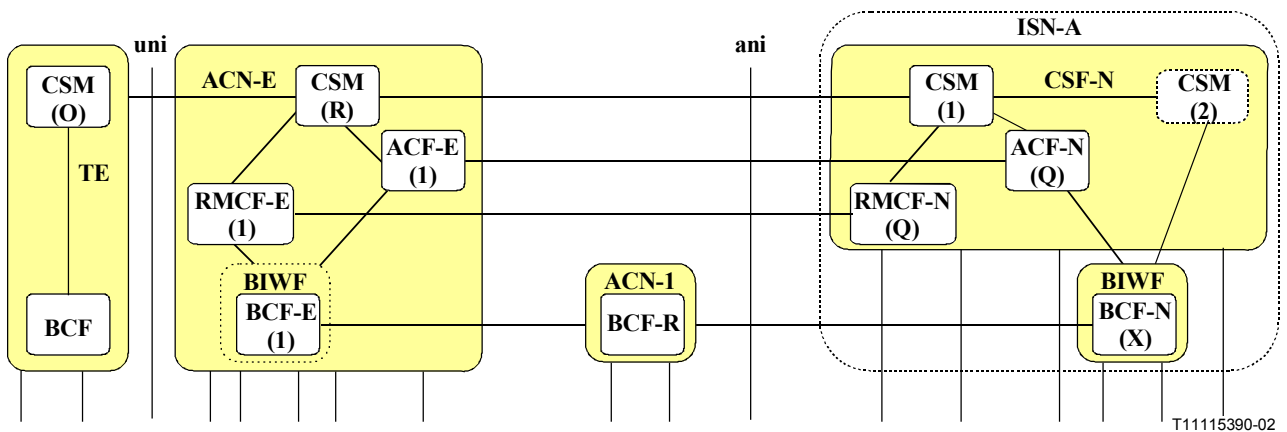 ISN-A
uni
ani
CSM
(O)
ACN-E
CSM
(R)
CSM
(1)
CSF-N
CSM
(2)
TE
ACF-E
(1)
ACF-N
(Q)
RMCF-E
(1)
RMCF-N
(Q)
BIWF
ACN-1
BIWF
BCF
BCF-E
(1)
BCF-R
BCF-N
(X)
T11115390-02